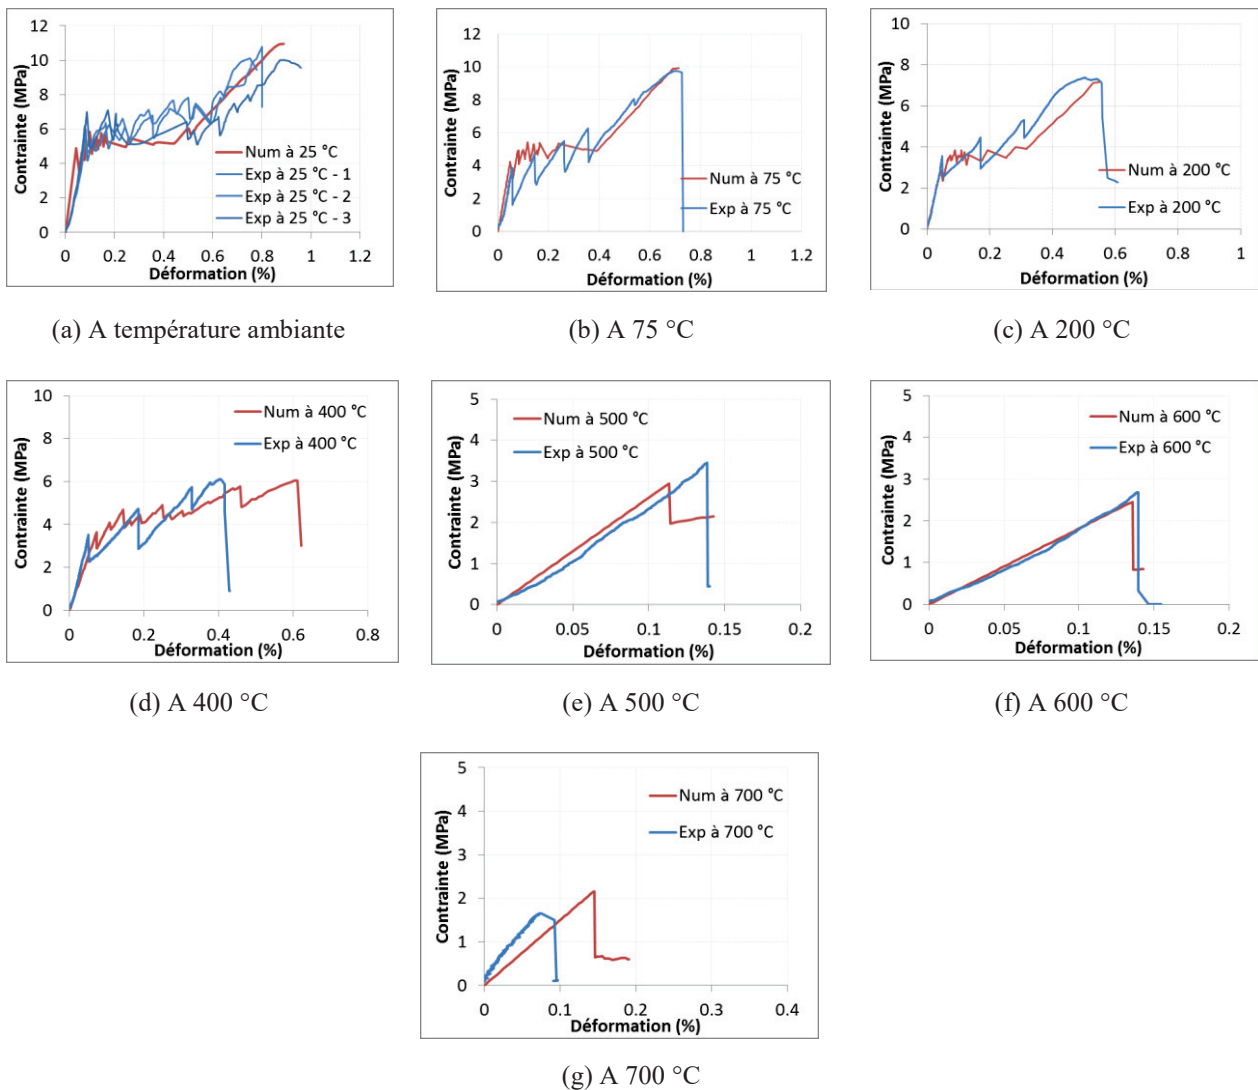 12
10
8
6
4
2
0
Contrainte (MPa)
Num à 25 °C
Exp à 25 °C - 1
Exp à 25 °C - 2
Exp à 25 °C - 3
0 0.2 0.4 0.6 0.8 1 1.2
Déformation (%)
(a) A température ambiante
14
12
10
8
6
4
2
0
Contrainte (MPa)
Num à 75 °C
Exp à 75 °C
0 0.2 0.4 0.6 0.8 1 1.2
Déformation (%)
(b) A 75 °C
10
8
6
4
2
0
Contrainte (MPa)
Num à 200 °C
Exp à 200 °C
0 0.2 0.4 0.6 0.8 1
Déformation (%)
(c) A 200 °C
10
8
6
4
2
0
Contrainte (MPa)
Num à 400 °C
Exp à 400 °C
0 0.2 0.4 0.6 0.8
Déformation (%)
(d) A 400 °C
5
4
3
2
1
0
Contrainte (MPa)
Num à 500 °C
Exp à 500 °C
0 0.05 0.1 0.15 0.2
Déformation (%)
(e) A 500 °C
5
4
3
2
1
0
Contrainte (MPa)
Num à 600 °C
Exp à 600 °C
0 0.05 0.1 0.15 0.2
Déformation (%)
(f) A 600 °C
5
4
3
2
1
0
Contrainte (MPa)
Num à 700 °C
Exp à 700 °C
0 0.1 0.2 0.3 0.4
Déformation (%)
(g) A 700 °C